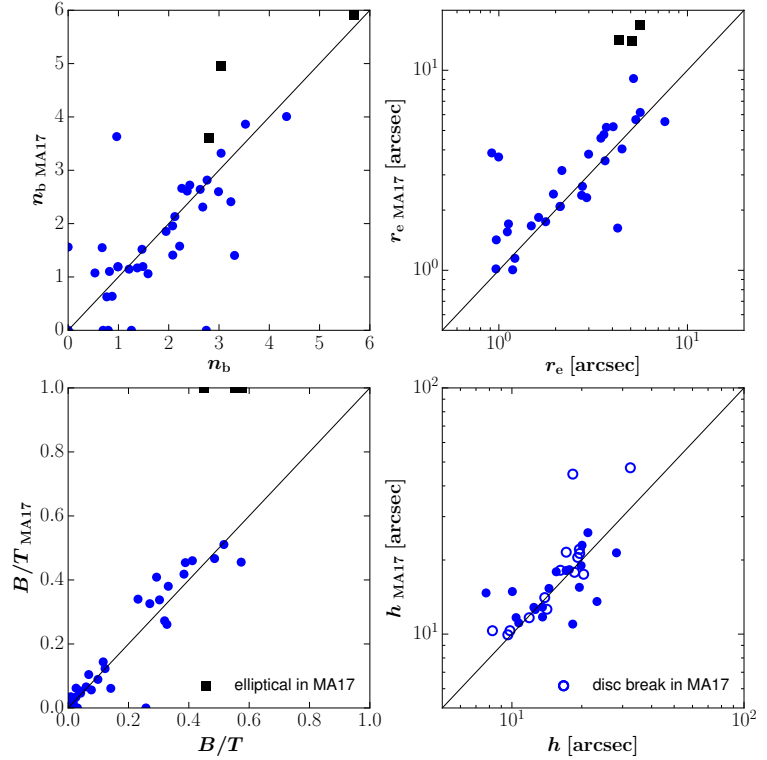 6
5
4
3
2
1
0
n_b MA17
0 1 2 3 4 5 6
n_b
10^1
10^0
r_e MA17 [arcsec]
10^0 10^1
r_e [arcsec]
1.0
0.8
0.6
0.4
0.2
0.0
B/T MA17
elliptical in MA17
0.0 0.2 0.4 0.6 0.8 1.0
B/T
10^2
10^1
h MA17 [arcsec]
disc break in MA17
10^1 10^2
h [arcsec]